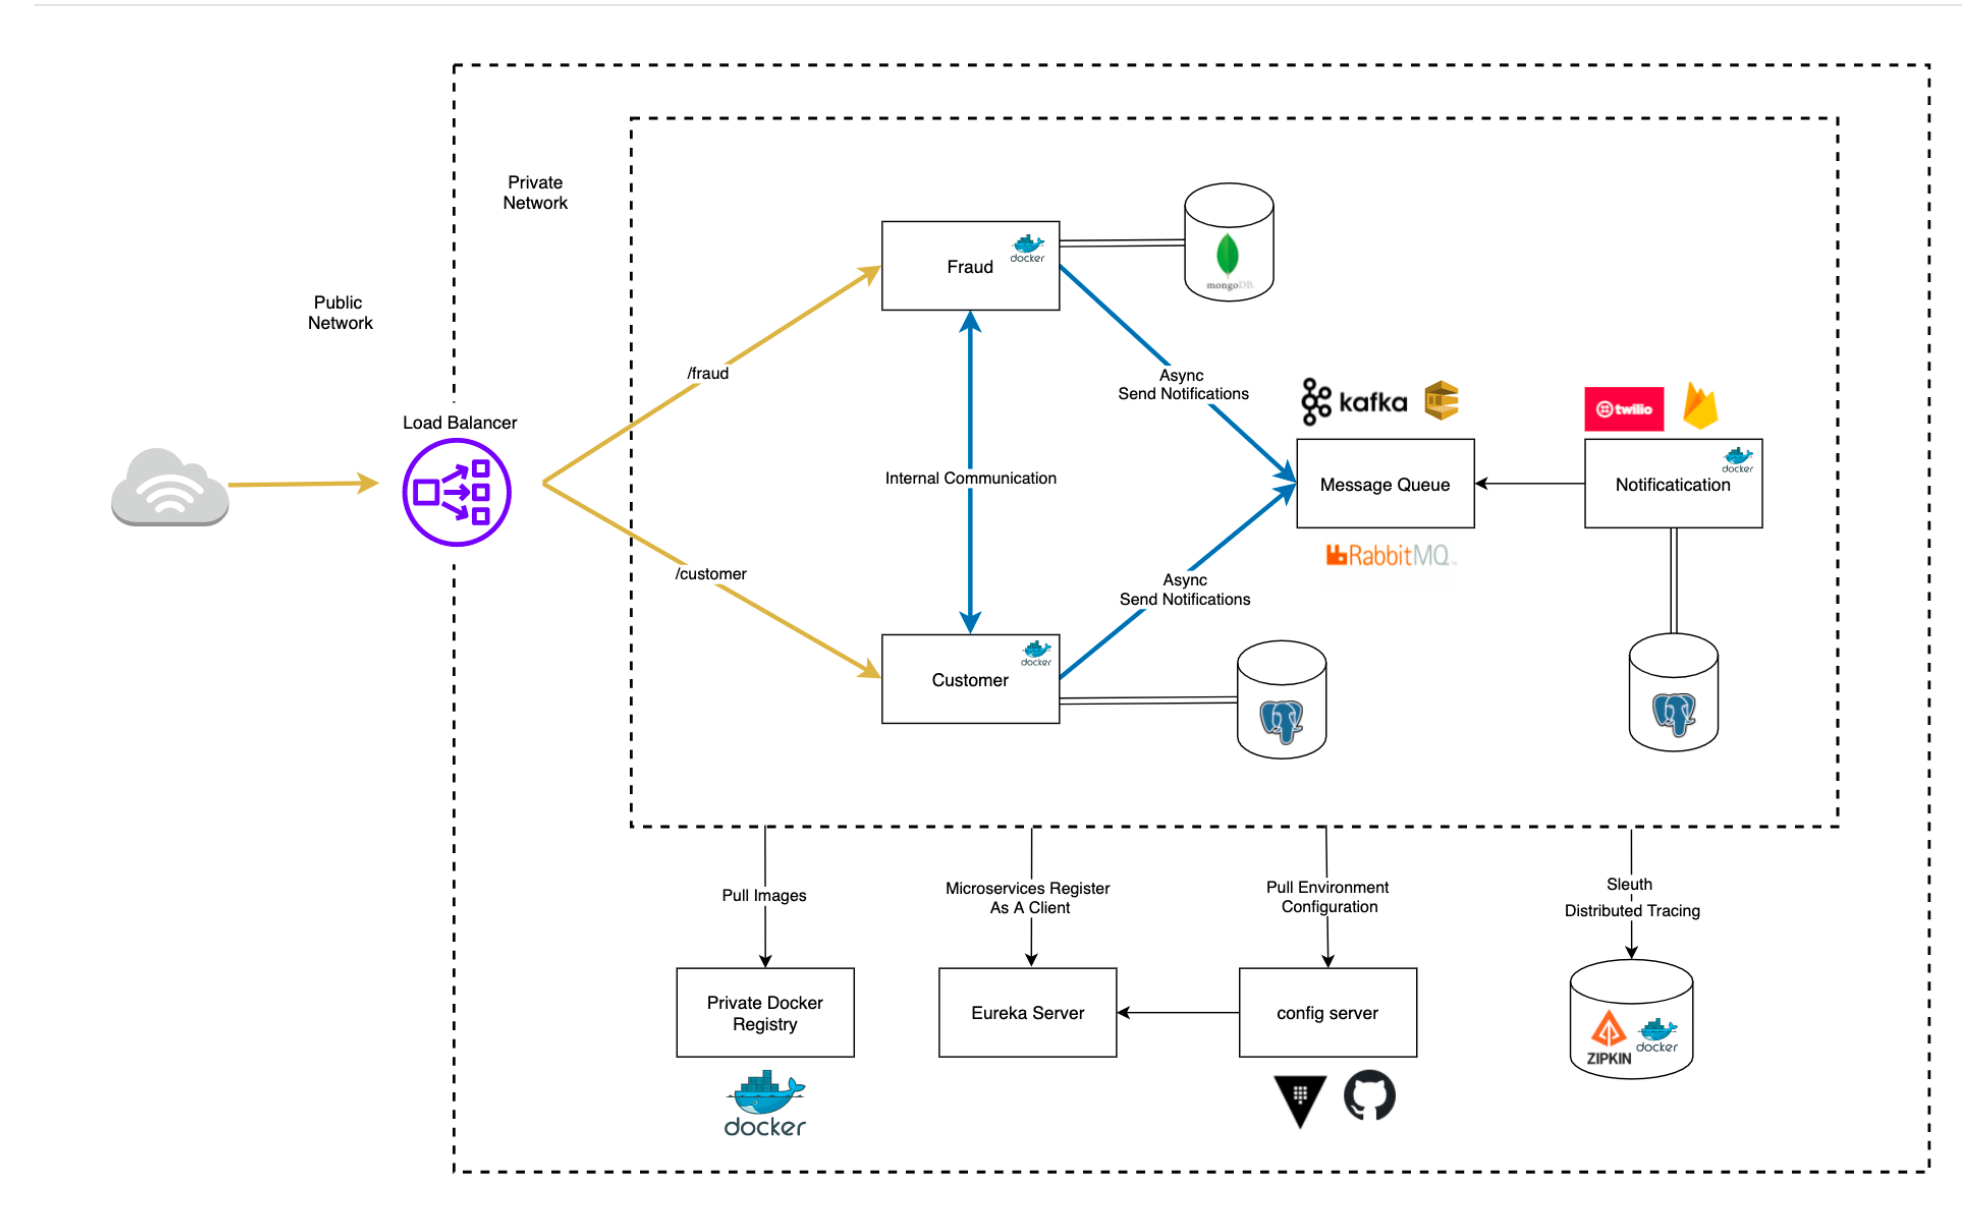 Private
Network
Public
Network
docker
Fraud
mongoDB.
/fraud
Async
Send Notifications
kafka
twilio
Load Balancer
docker
Internal Communication
Message Queue
Notificatication
RabbitMQ
/customer
Async
Send Notifications
docker
Customer
Pull Images
Microservices Register
As A Client
Pull Environment
Configuration
Sleuth
Distributed Tracing
Private Docker
Registry
Eureka Server
config server
ZIPKIN
docker
docker